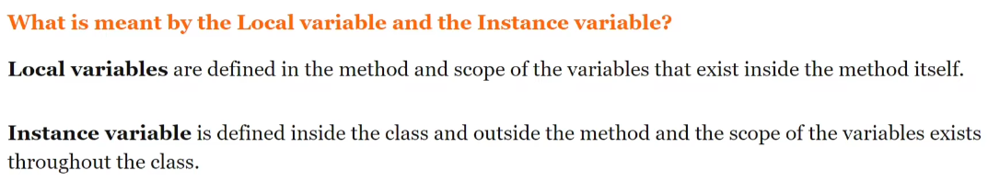 What is meant by the Local variable and the Instance variable?
Local variables are defined in the method and scope of the variables that exist inside the method itself.
Instance variable is defined inside the class and outside the method and the scope of the variables exists
throughout the class.